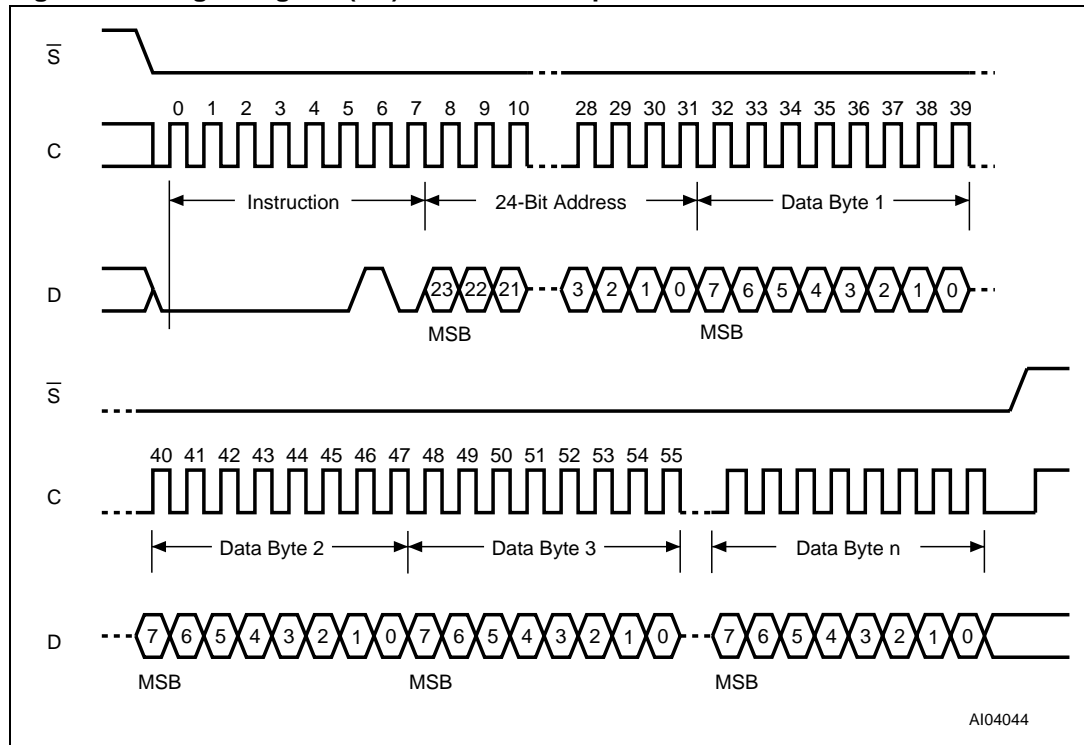 S
0 1 2 3 4 5 6 7 8 9 10 28 29 30 31 32 33 34 35 36 37 38 39
C
Instruction 24-Bit Address Data Byte 1
D 23 22 21 3 2 1 0 7 6 5 4 3 2 1 0
MSB MSB
S
40 41 42 43 44 45 46 47 48 49 50 51 52 53 54 55
C
Data Byte 2 Data Byte 3 Data Byte n
D 7 6 5 4 3 2 1 0 7 6 5 4 3 2 1 0 7 6 5 4 3 2 1 0
MSB MSB MSB
AI04044